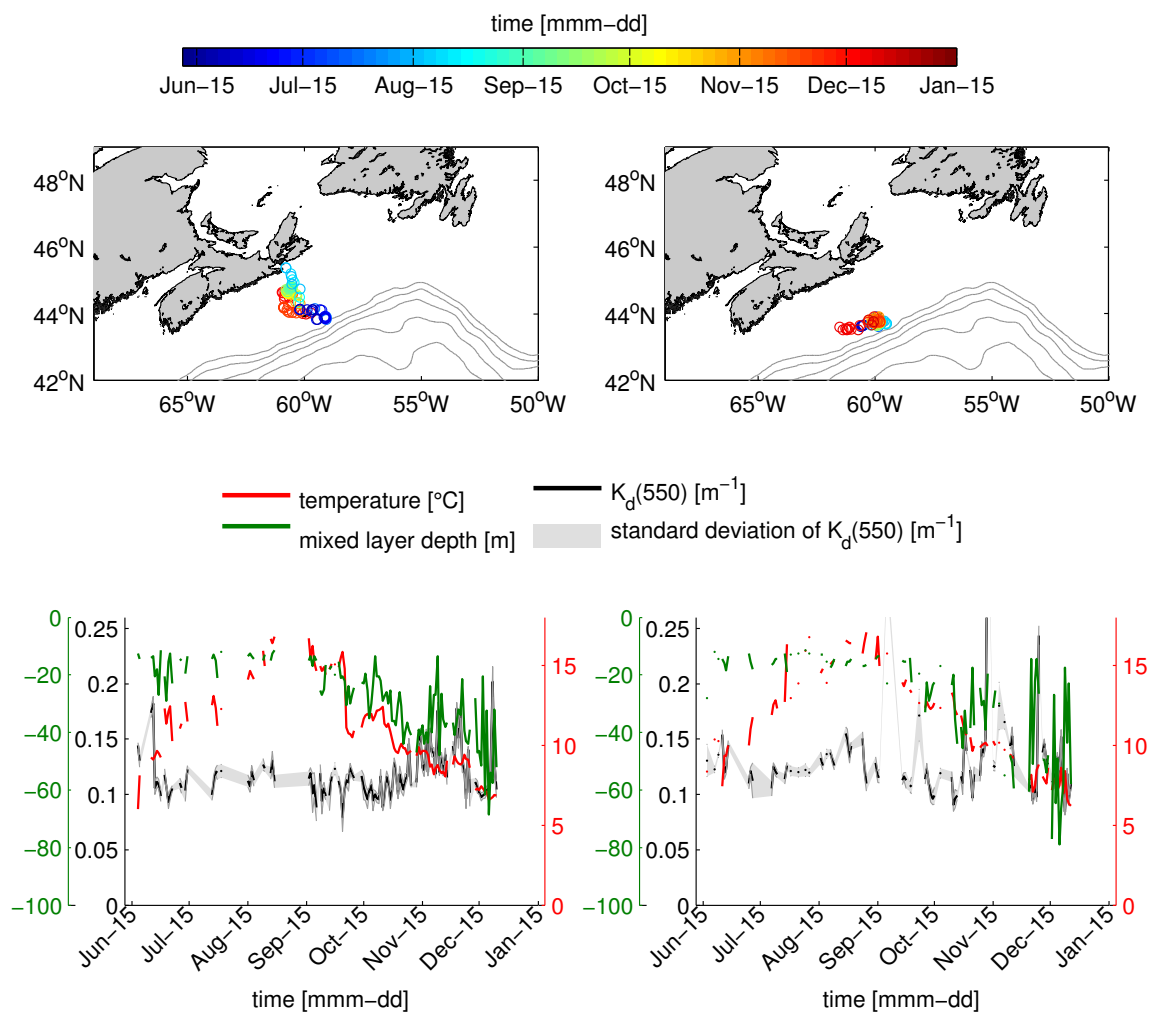 time [mmm−dd]
Jun−15 Jul−15 Aug−15 Sep−15 Oct−15 Nov−15 Dec−15 Jan−15
48°N 48°N
46°N 46°N
44°N 44°N
42°N 42°N
65°W 60°W 55°W 50°W 65°W 60°W 55°W 50°W
temperature [°C] K_d(550) [m^−1]
mixed layer depth [m] standard deviation of K_d(550) [m^−1]
0 0.25 0 0.25
−20 0.2 15 −20 0.2 15
−40 0.15 10 −40 0.15 10
−60 0.1 −60 0.1
−80 0.05 5 −80 0.05 5
−100 0 0 −100 0 0
Jun−15 Jul−15 Aug−15 Sep−15 Oct−15 Nov−15 Dec−15 Jan−15 Jun−15 Jul−15 Aug−15 Sep−15 Oct−15 Nov−15 Dec−15 Jan−15
time [mmm−dd] time [mmm−dd]